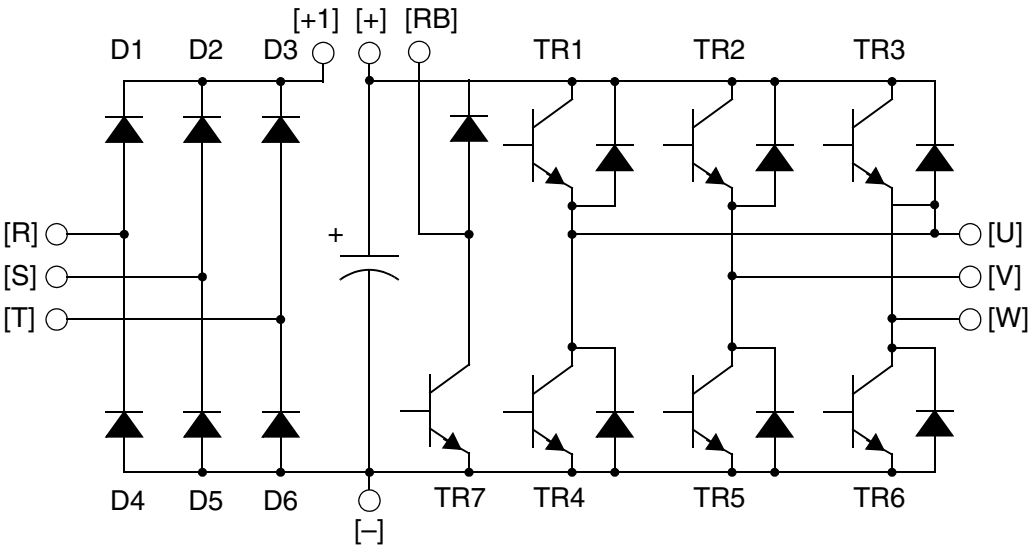 [+1] [+] [RB]
D1 D2 D3 TR1 TR2 TR3
[R] [U]
+
[S] [V]
[T] [W]
D4 D5 D6 TR7 TR4 TR5 TR6
[–]